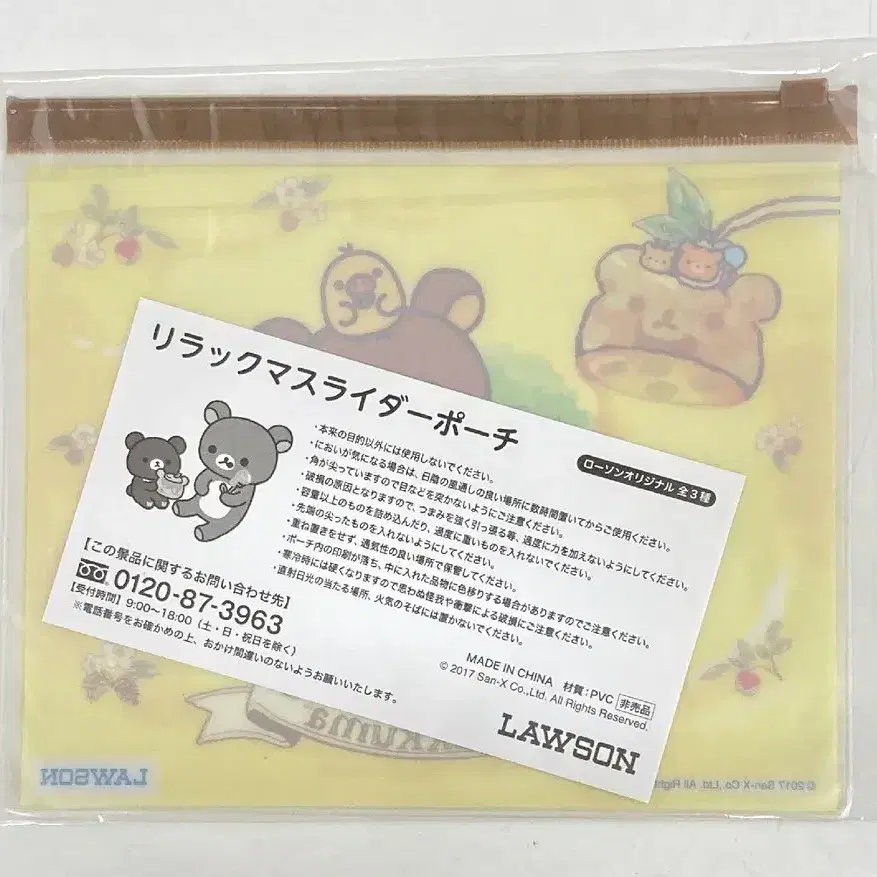 リラックマスライダーポーチ
ローソンオリジナル 全3種
・本来の目的以外には使用しないでください。
・においが気になる場合は、日陰の風通しの良い場所に数時間置いてからご使用ください。
・角が尖っていますので目などを突かないようにご注意ください。
・破損の原因となりますので、つまみを強く引っ張る等、過度に力を加えないようにしてください。
・容量以上のものを詰め込んだり、過度に重いものを入れないでください。
・先端の尖ったものを入れないようにしてください。
・重ね置きをせず、通気性の良い場所で保管してください。
・ポーチ内の印刷が落ち、中に入れた品物に色移りする場合がありますのでご注意ください。
・寒冷時には硬くなりますので思わぬ怪我や衝撃による破損にご注意ください。
・直射日光の当たる場所、火気のそばには置かないでください。
【この景品に関するお問い合わせ先】
0120-87-3963
【受付時間】9:00~18:00(土・日・祝日を除く)
※電話番号をお確かめの上、おかけ間違いのないようお願いいたします。
MADE IN CHINA 材質:PVC 非売品
© 2017 San-X Co.,Ltd. All Rights Reserved.
LAWSON
LAWSON
© 2017 San-X Co., Ltd. All Rig